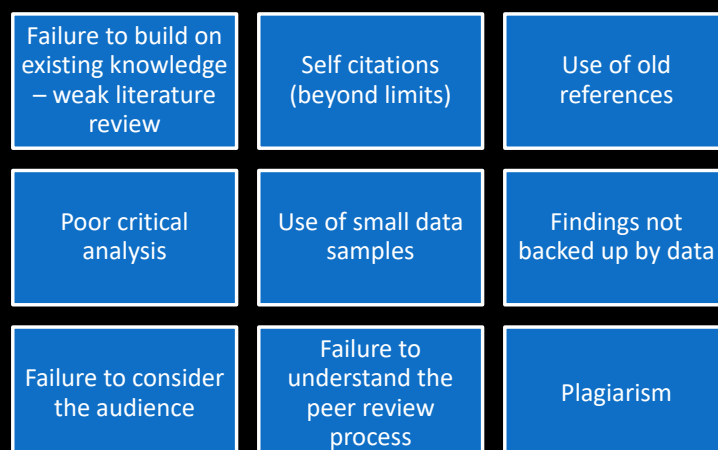 Failure to build on
existing knowledge
– weak literature
review
Self citations
(beyond limits)
Use of old
references
Poor critical
analysis
Use of small data
samples
Findings not
backed up by data
Failure to consider
the audience
Failure to
understand the
peer review
process
Plagiarism